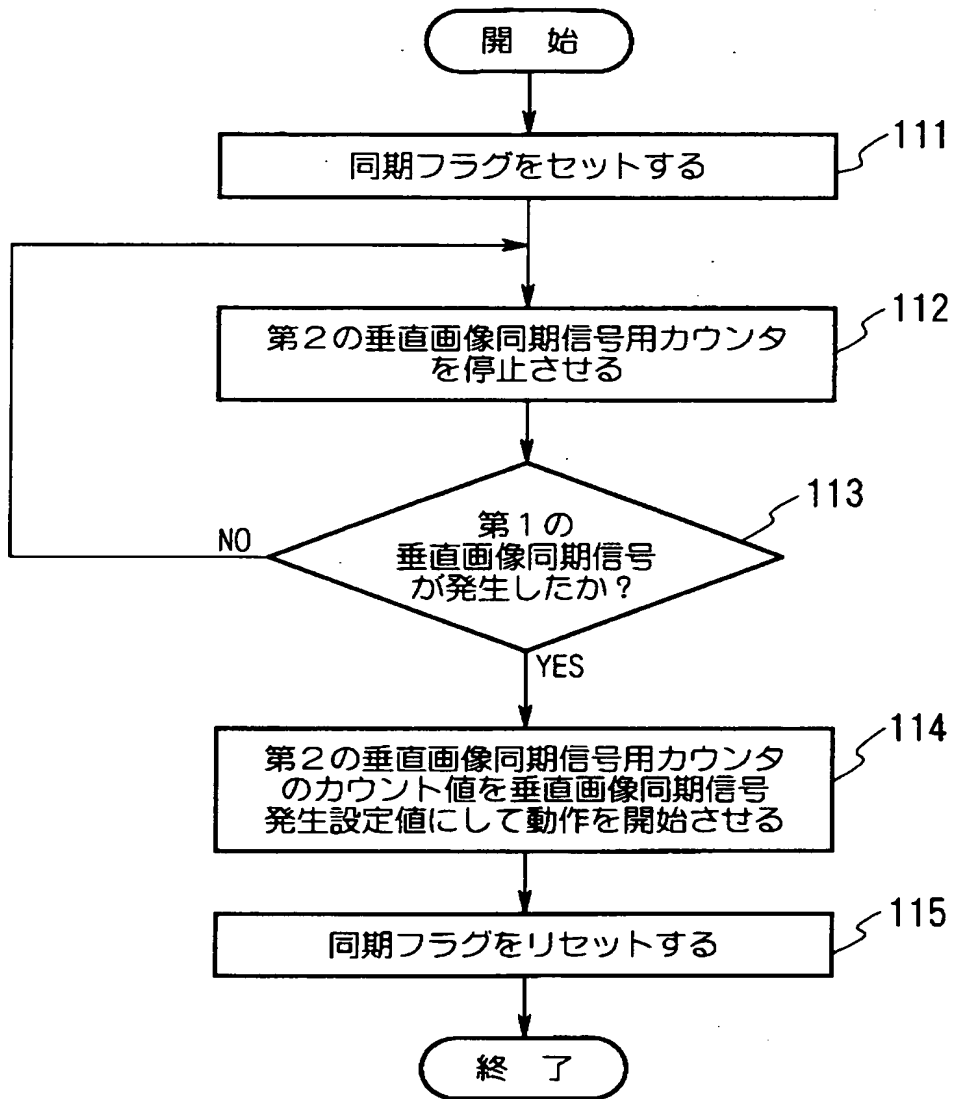 開 始
同期フラグをセットする
111
第2の垂直画像同期信号用カウンタ
を停止させる
112
第1の
垂直画像同期信号
が発生したか?
113
NO
YES
第2の垂直画像同期信号用カウンタ
のカウント値を垂直画像同期信号
発生設定値にして動作を開始させる
114
同期フラグをリセットする
115
終 了